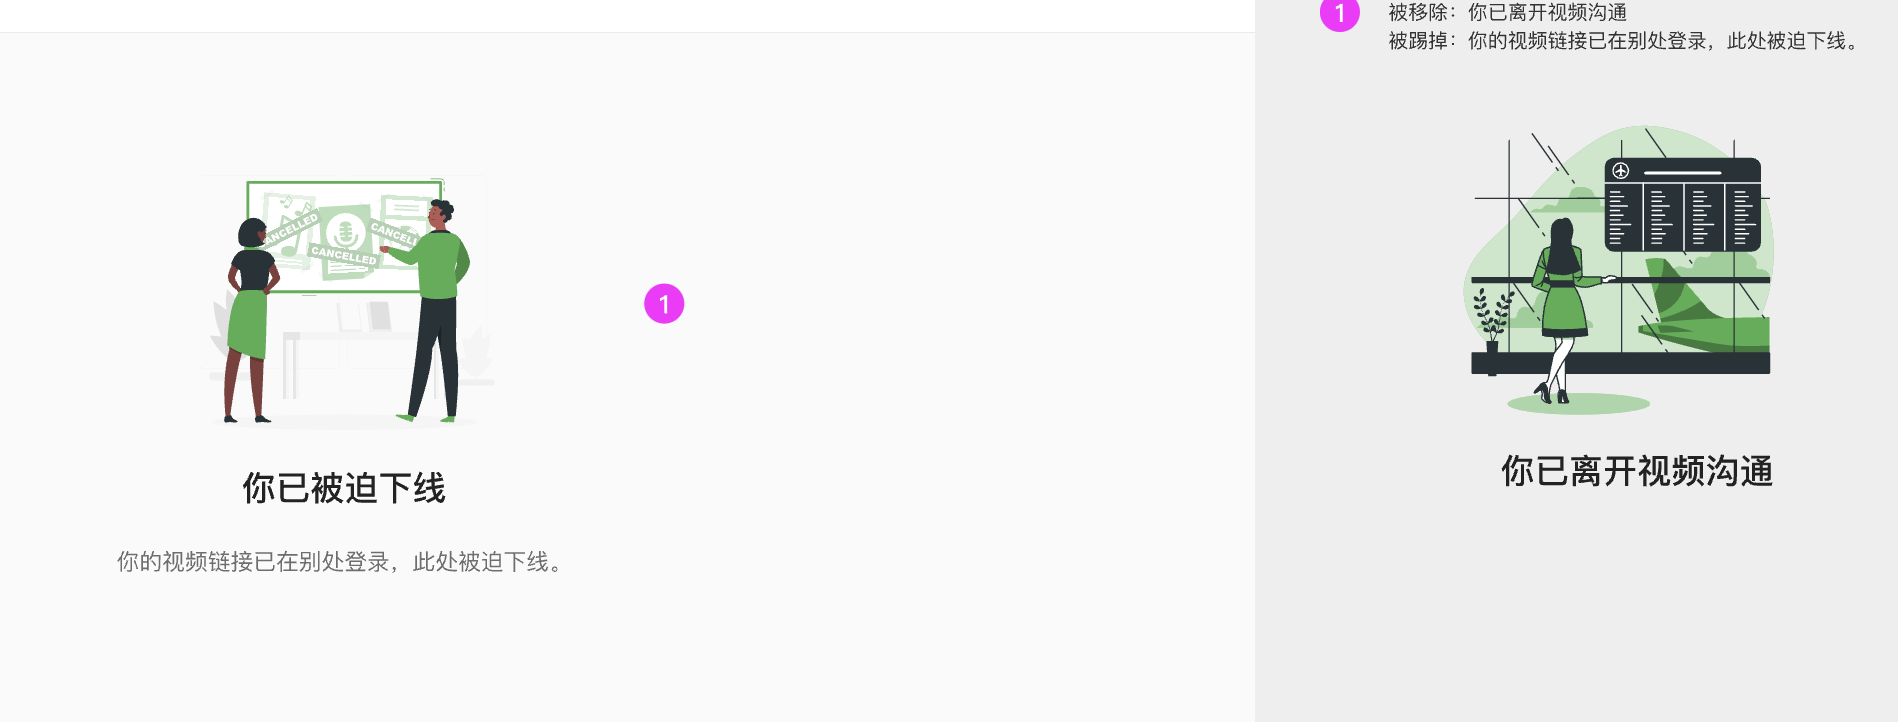 ANCELLED
CANCELLED
CANCELL
1
你已被迫下线
你的视频链接已在别处登录，此处被迫下线。
1
被移除：你已离开视频沟通
被踢掉：你的视频链接已在别处登录，此处被迫下线。
你已离开视频沟通